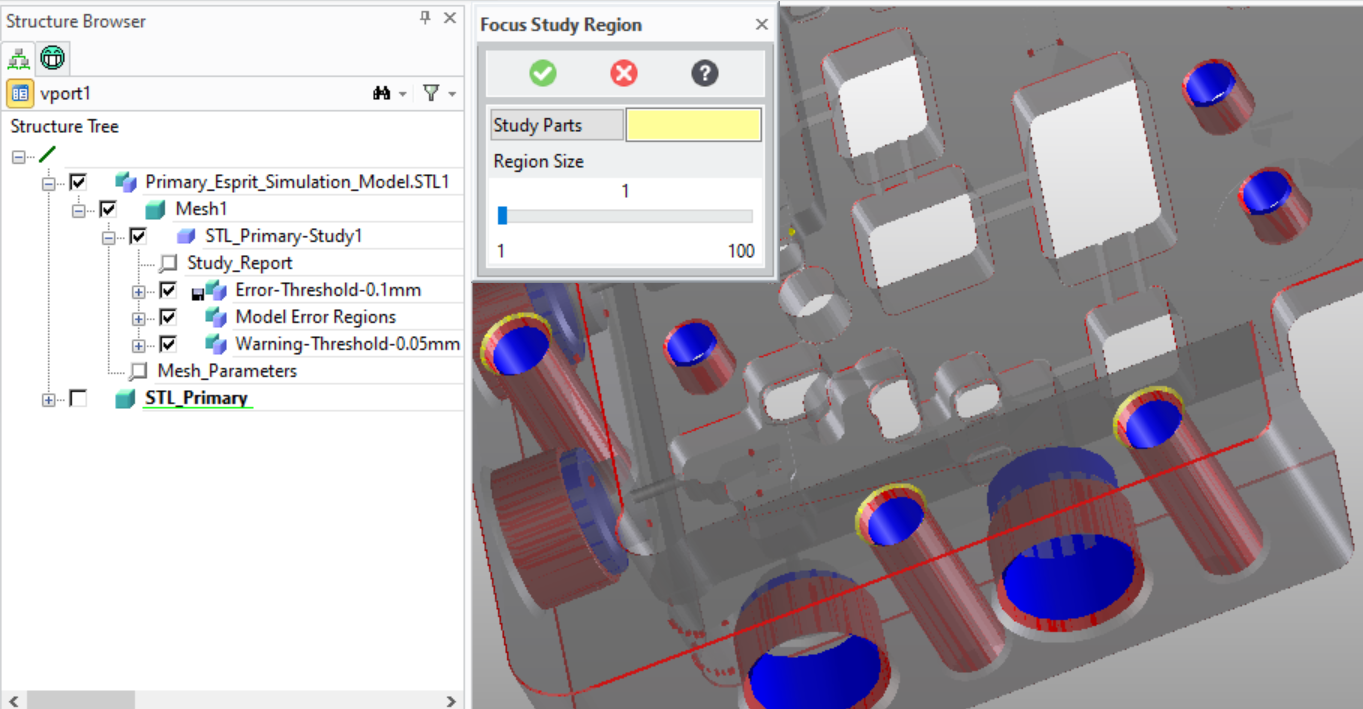 Structure Browser
vport1
Structure Tree
Primary_Esprit_Simulation_Model.STL1
Mesh1
STL_Primary-Study1
Study_Report
Error-Threshold-0.1mm
Model Error Regions
Warning-Threshold-0.05mm
Mesh_Parameters
STL_Primary
Focus Study Region
?
Study Parts
Region Size
1
1 100